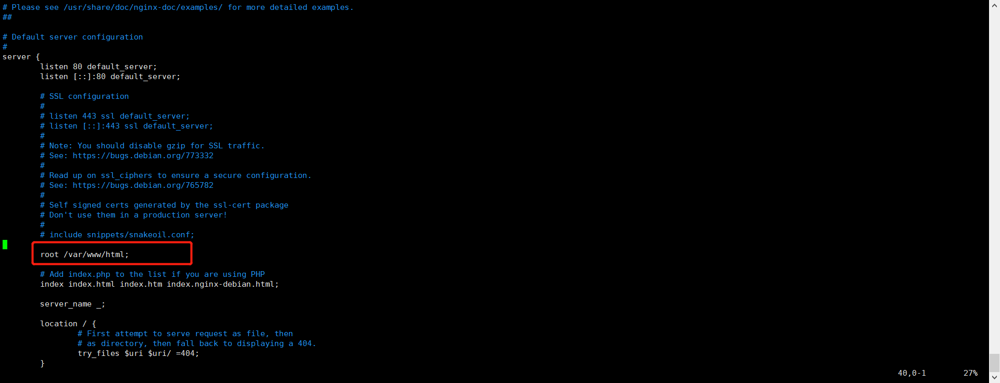 # Please see /usr/share/doc/nginx-doc/examples/ for more detailed examples.
##
# Default server configuration
#
server {
listen 80 default_server;
listen [::]:80 default_server;
# SSL configuration
#
# listen 443 ssl default_server;
# listen [::]:443 ssl default_server;
#
# Note: You should disable gzip for SSL traffic.
# See: https://bugs.debian.org/773332
#
# Read up on ssl_ciphers to ensure a secure configuration.
# See: https://bugs.debian.org/765782
#
# Self signed certs generated by the ssl-cert package
# Don't use them in a production server!
#
# include snippets/snakeoil.conf;
root /var/www/html;
# Add index.php to the list if you are using PHP
index index.html index.htm index.nginx-debian.html;
server_name _;
location / {
# First attempt to serve request as file, then
# as directory, then fall back to displaying a 404.
try_files $uri $uri/ =404;
}
40,0-1 27%